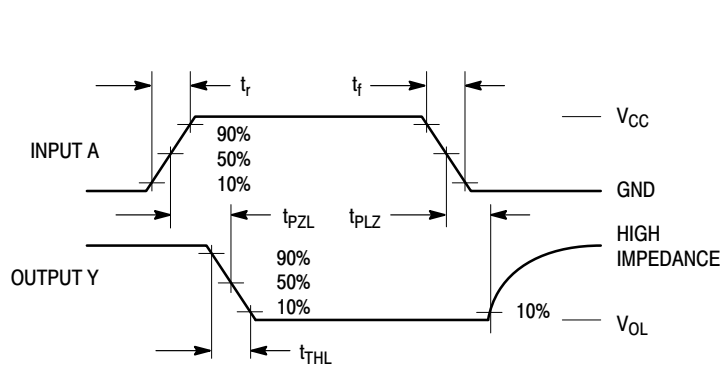 t_r
t_f
V_CC
90%
INPUT A
50%
10%
GND
t_PZL
t_PLZ
HIGH
IMPEDANCE
90%
OUTPUT Y
50%
10%
10%
V_OL
t_THL